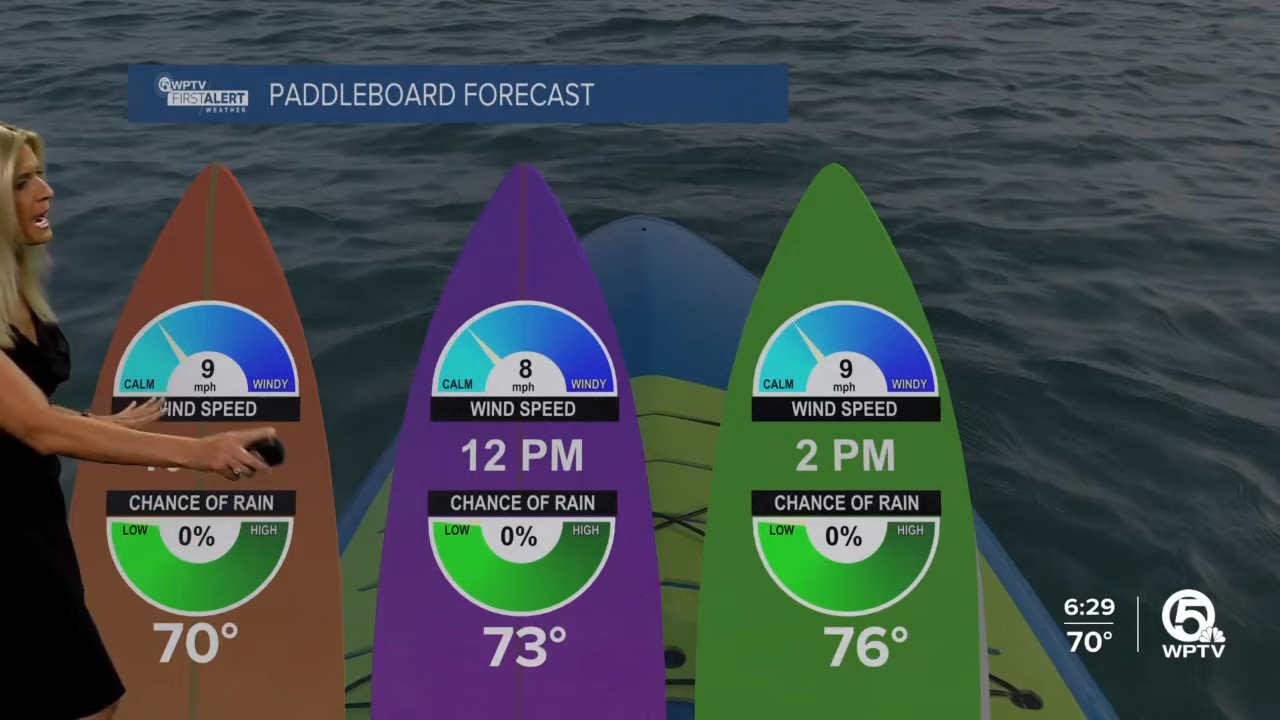 5 WPTV
FIRST ALERT
WEATHER
PADDLEBOARD FORECAST
9
mph
CALM
WINDY
WIND SPEED
CHANCE OF RAIN
LOW
0%
HIGH
70°
8
mph
CALM
WINDY
WIND SPEED
12 PM
CHANCE OF RAIN
LOW
0%
HIGH
73°
9
mph
CALM
WINDY
WIND SPEED
2 PM
CHANCE OF RAIN
LOW
0%
HIGH
76°
6:29
70°
5
WPTV